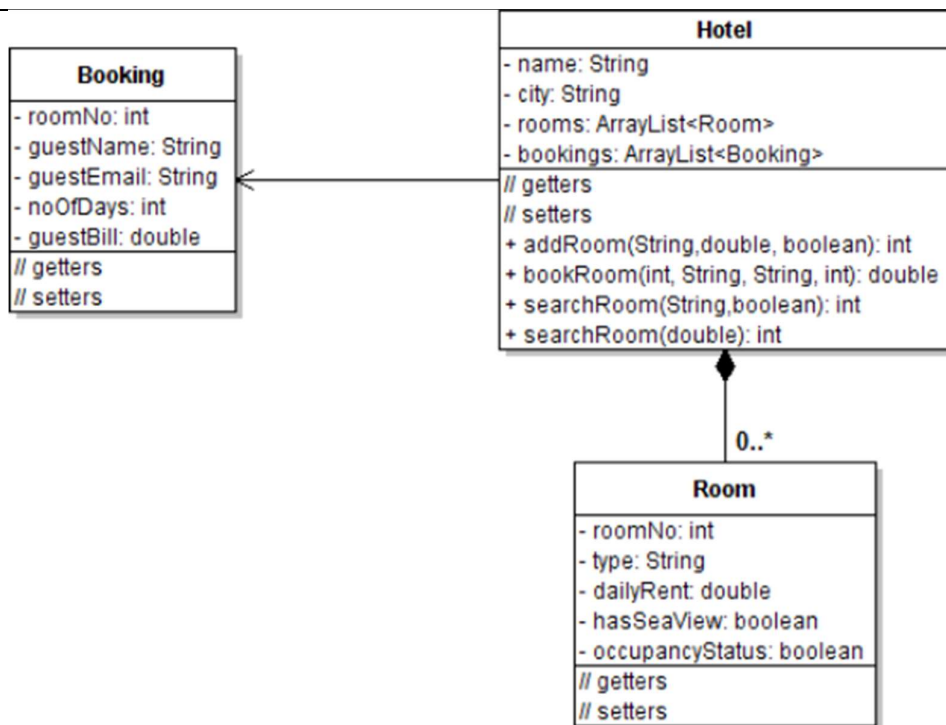 Booking
- roomNo: int
- guestName: String
- guestEmail: String
- noOfDays: int
- guestBill: double
// getters
// setters
Hotel
- name: String
- city: String
- rooms: ArrayList<Room>
- bookings: ArrayList<Booking>
// getters
// setters
+ addRoom(String,double, boolean): int
+ bookRoom(int, String, String, int): double
+ searchRoom(String,boolean): int
+ searchRoom(double): int
0..*
Room
- roomNo: int
- type: String
- dailyRent: double
- hasSeaView: boolean
- occupancyStatus: boolean
// getters
// setters